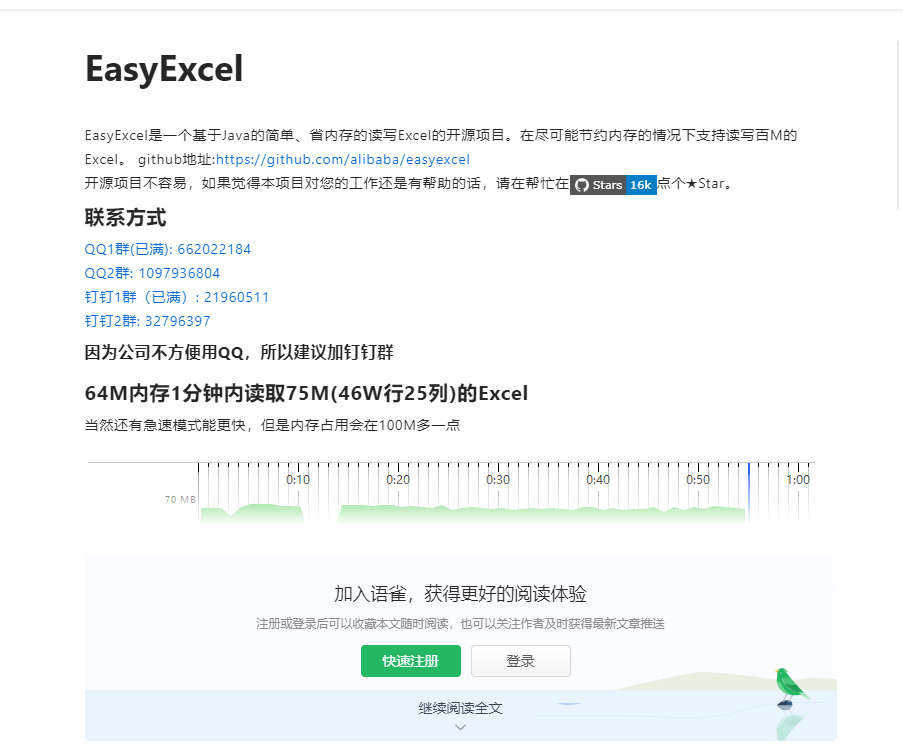 EasyExcel
EasyExcel是一个基于Java的简单、省内存的读写Excel的开源项目。在尽可能节约内存的情况下支持读写百M的
Excel。 github地址:https://github.com/alibaba/easyexcel
开源项目不容易，如果觉得本项目对您的工作还是有帮助的话，请在帮忙在 Stars 16k 点个★Star。
联系方式
QQ1群(已满): 662022184
QQ2群: 1097936804
钉钉1群（已满）: 21960511
钉钉2群: 32796397
因为公司不方便用QQ，所以建议加钉钉群
64M内存1分钟内读取75M(46W行25列)的Excel
当然还有急速模式能更快，但是内存占用会在100M多一点
0:10 0:20 0:30 0:40 0:50 1:00
70 MB
加入语雀，获得更好的阅读体验
注册或登录后可以收藏本文随时阅读，也可以关注作者及时获得最新文章推送
快速注册 登录
继续阅读全文